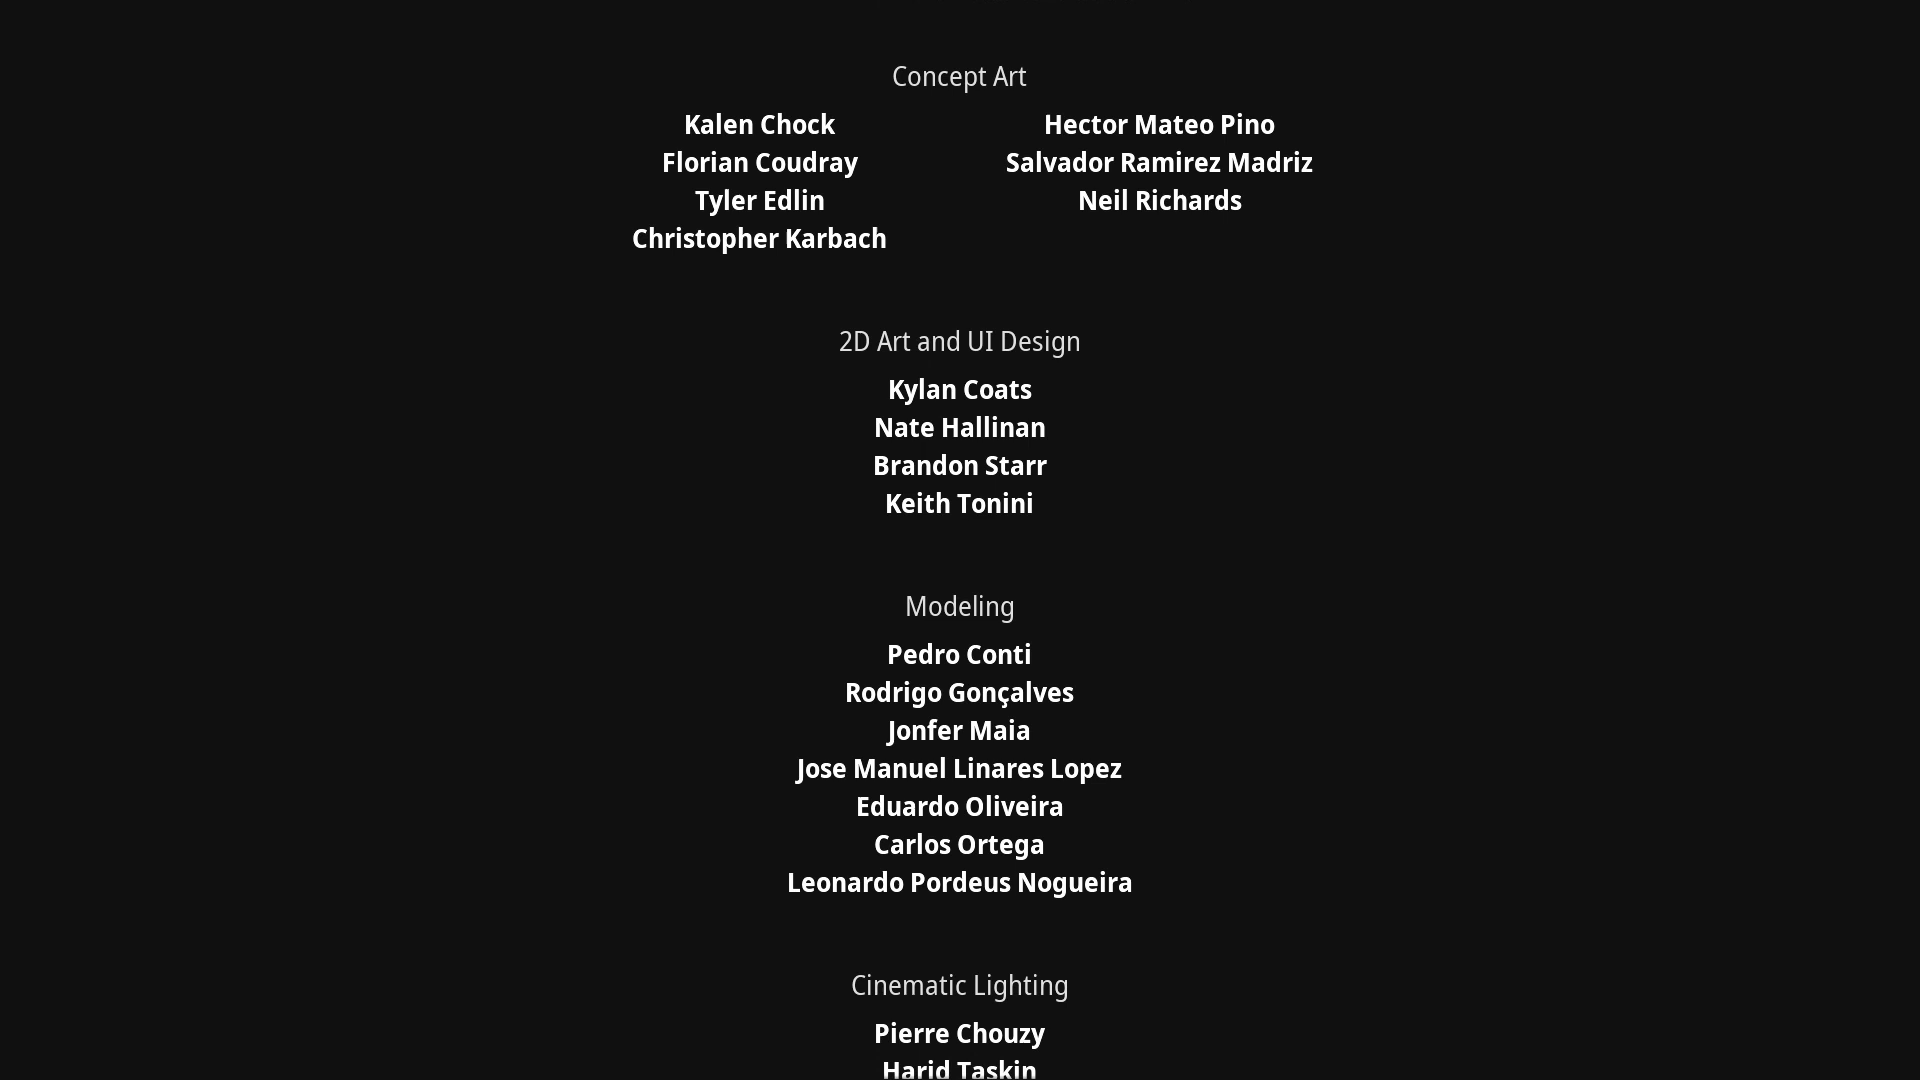 Concept Art
Kalen Chock
Florian Coudray
Tyler Edlin
Christopher Karbach
Hector Mateo Pino
Salvador Ramirez Madriz
Neil Richards
2D Art and UI Design
Kylan Coats
Nate Hallinan
Brandon Starr
Keith Tonini
Modeling
Pedro Conti
Rodrigo Gonçalves
Jonfer Maia
Jose Manuel Linares Lopez
Eduardo Oliveira
Carlos Ortega
Leonardo Pordeus Nogueira
Cinematic Lighting
Pierre Chouzy
Harid Taskin